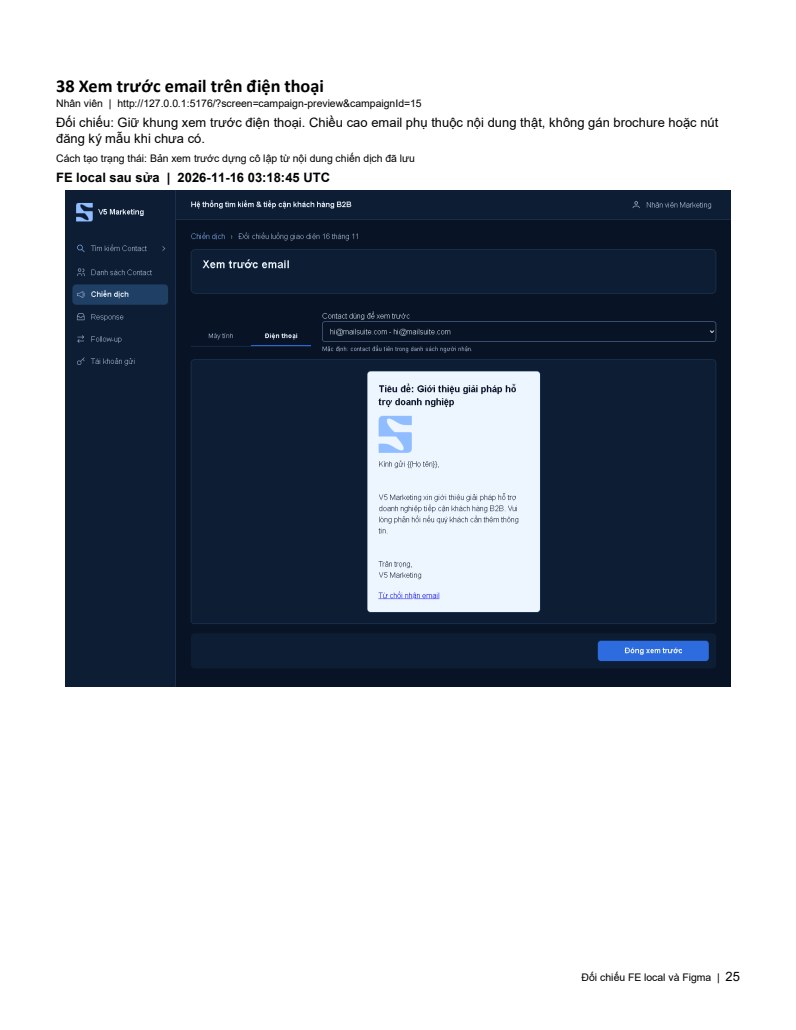 38 Xem trước email trên điện thoại
Nhân viên | http://127.0.0.1:5176/?screen=campaign-preview&campaignId=15
Đối chiếu: Giữ khung xem trước điện thoại. Chiều cao email phụ thuộc nội dung thật, không gán brochure hoặc nút
đăng ký mẫu khi chưa có.
Cách tạo trạng thái: Bản xem trước dựng cô lập từ nội dung chiến dịch đã lưu
FE local sau sửa | 2026-11-16 03:18:45 UTC
V5 Marketing
Hệ thống tìm kiếm & tiếp cận khách hàng B2B
Nhân viên Marketing
Tìm kiếm Contact
Danh sách Contact
Chiến dịch
Response
Follow-up
Tài khoản gửi
Chiến dịch › Đối chiếu luồng giao diện 16 tháng 11
Xem trước email
Máy tính
Điện thoại
Contact dùng để xem trước
hi@mailsuite.com - hi@mailsuite.com
Mặc định: contact đầu tiên trong danh sách người nhận.
Tiêu đề: Giới thiệu giải pháp hỗ
trợ doanh nghiệp
Kính gửi {{Họ tên}},
V5 Marketing xin giới thiệu giải pháp hỗ trợ
doanh nghiệp tiếp cận khách hàng B2B. Vui
lòng phản hồi nếu quý khách cần thêm thông
tin.
Trân trọng,
V5 Marketing
Từ chối nhận email
Đóng xem trước
Đối chiếu FE local và Figma | 25